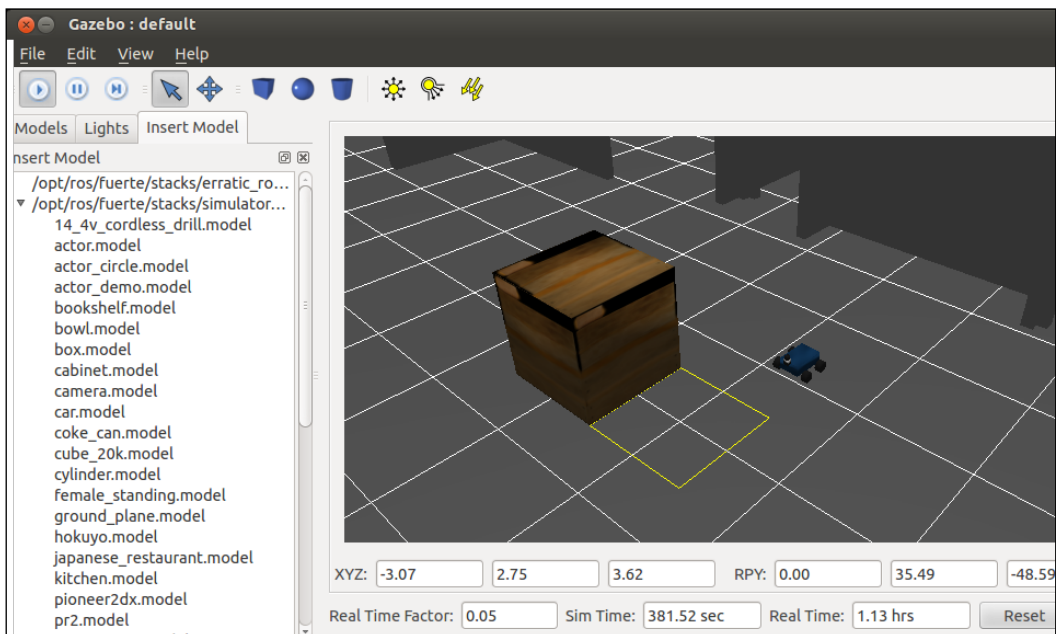 Gazebo : default
File Edit View Help
Models Lights Insert Model
nsert Model
/opt/ros/fuerte/stacks/erratic_ro...
/opt/ros/fuerte/stacks/simulator...
14_4v_cordless_drill.model
actor.model
actor_circle.model
actor_demo.model
bookshelf.model
bowl.model
box.model
cabinet.model
camera.model
car.model
coke_can.model
cube_20k.model
cylinder.model
female_standing.model
ground_plane.model
hokuyo.model
japanese_restaurant.model
kitchen.model
pioneer2dx.model
pr2.model
XYZ: -3.07 2.75 3.62 RPY: 0.00 35.49 -48.59
Real Time Factor: 0.05 Sim Time: 381.52 sec Real Time: 1.13 hrs Reset